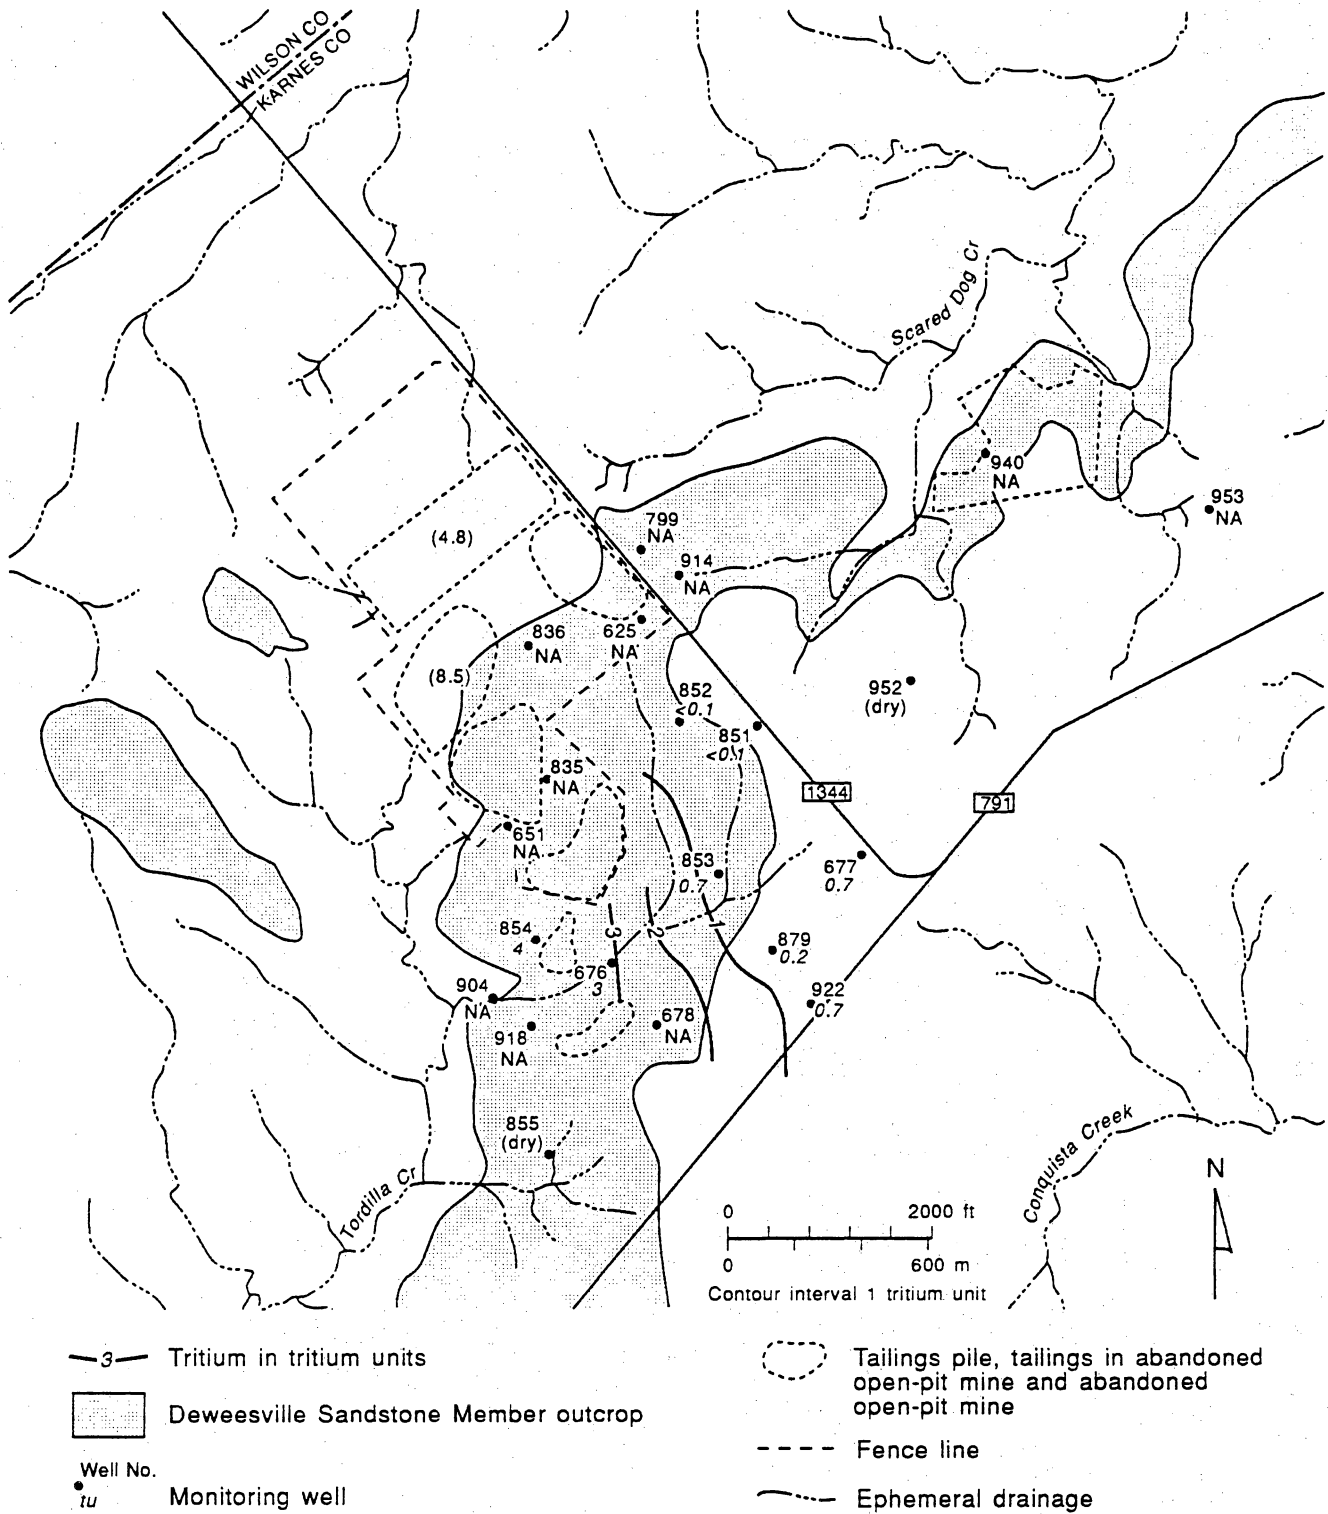 WILSON CO
KARNES CO
Scared Dog Cr
940
NA
953
NA
799
NA
(4.8)
914
NA
836
NA
625
NA
(8.5)
852
<0.1
952
(dry)
851
<0.1
835
NA
1344
791
651
NA
853
0.7
677
0.7
854
4
3
2
1
879
0.2
676
3
904
NA
922
0.7
918
NA
678
NA
855
(dry)
Tordilla Cr
Conquista Creek
N
0 2000 ft
0 600 m
Contour interval 1 tritium unit
3 Tritium in tritium units
Deweesville Sandstone Member outcrop
Well No.
tu Monitoring well
Tailings pile, tailings in abandoned
open-pit mine and abandoned
open-pit mine
Fence line
Ephemeral drainage